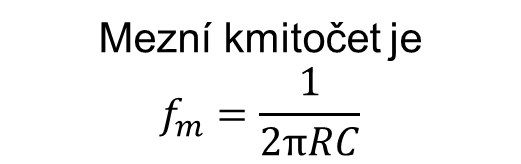 Mezní kmitočet je
f_m = 1 / 2πRC